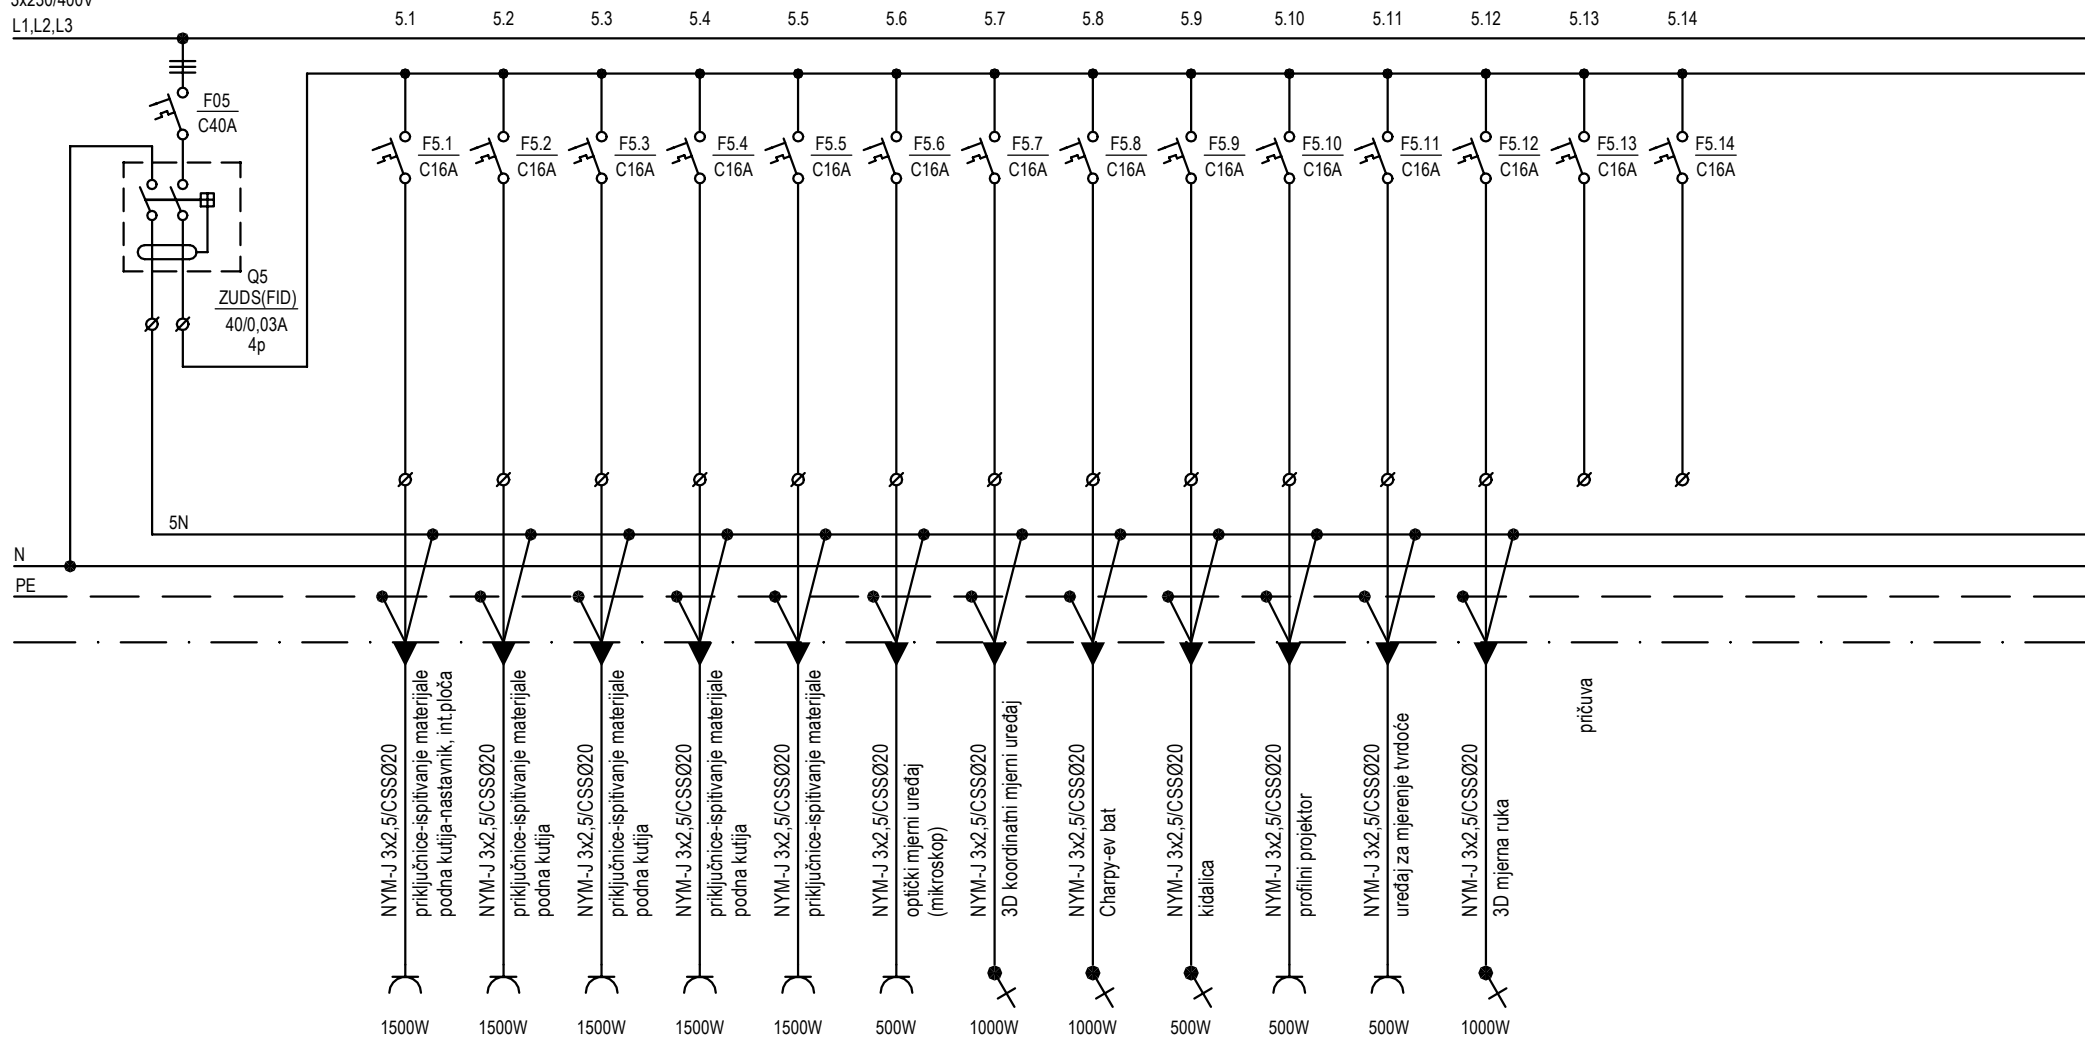 3x230/400V
L1,L2,L3
5.1
5.2
5.3
5.4
5.5
5.6
5.7
5.8
5.9
5.10
5.11
5.12
5.13
5.14
F05
C40A
F5.1
C16A
F5.2
C16A
F5.3
C16A
F5.4
C16A
F5.5
C16A
F5.6
C16A
F5.7
C16A
F5.8
C16A
F5.9
C16A
F5.10
C16A
F5.11
C16A
F5.12
C16A
F5.13
C16A
F5.14
C16A
Q5
ZUDS(FID)
40/0,03A
4p
5N
N
PE
NYM-J 3x2,5/CSSØ20
priključnice-ispitivanje materijale
podna kutija-nastavnik, int.ploča
NYM-J 3x2,5/CSSØ20
priključnice-ispitivanje materijale
podna kutija
NYM-J 3x2,5/CSSØ20
priključnice-ispitivanje materijale
podna kutija
NYM-J 3x2,5/CSSØ20
priključnice-ispitivanje materijale
podna kutija
NYM-J 3x2,5/CSSØ20
priključnice-ispitivanje materijale
NYM-J 3x2,5/CSSØ20
optički mjerni uređaj
(mikroskop)
NYM-J 3x2,5/CSSØ20
3D koordinatni mjerni uređaj
NYM-J 3x2,5/CSSØ20
Charpy-ev bat
NYM-J 3x2,5/CSSØ20
kidalica
NYM-J 3x2,5/CSSØ20
profilni projektor
NYM-J 3x2,5/CSSØ20
uređaj za mjerenje tvrdoće
NYM-J 3x2,5/CSSØ20
3D mjerna ruka
pričuva
1500W
1500W
1500W
1500W
1500W
500W
1000W
1000W
500W
500W
500W
1000W